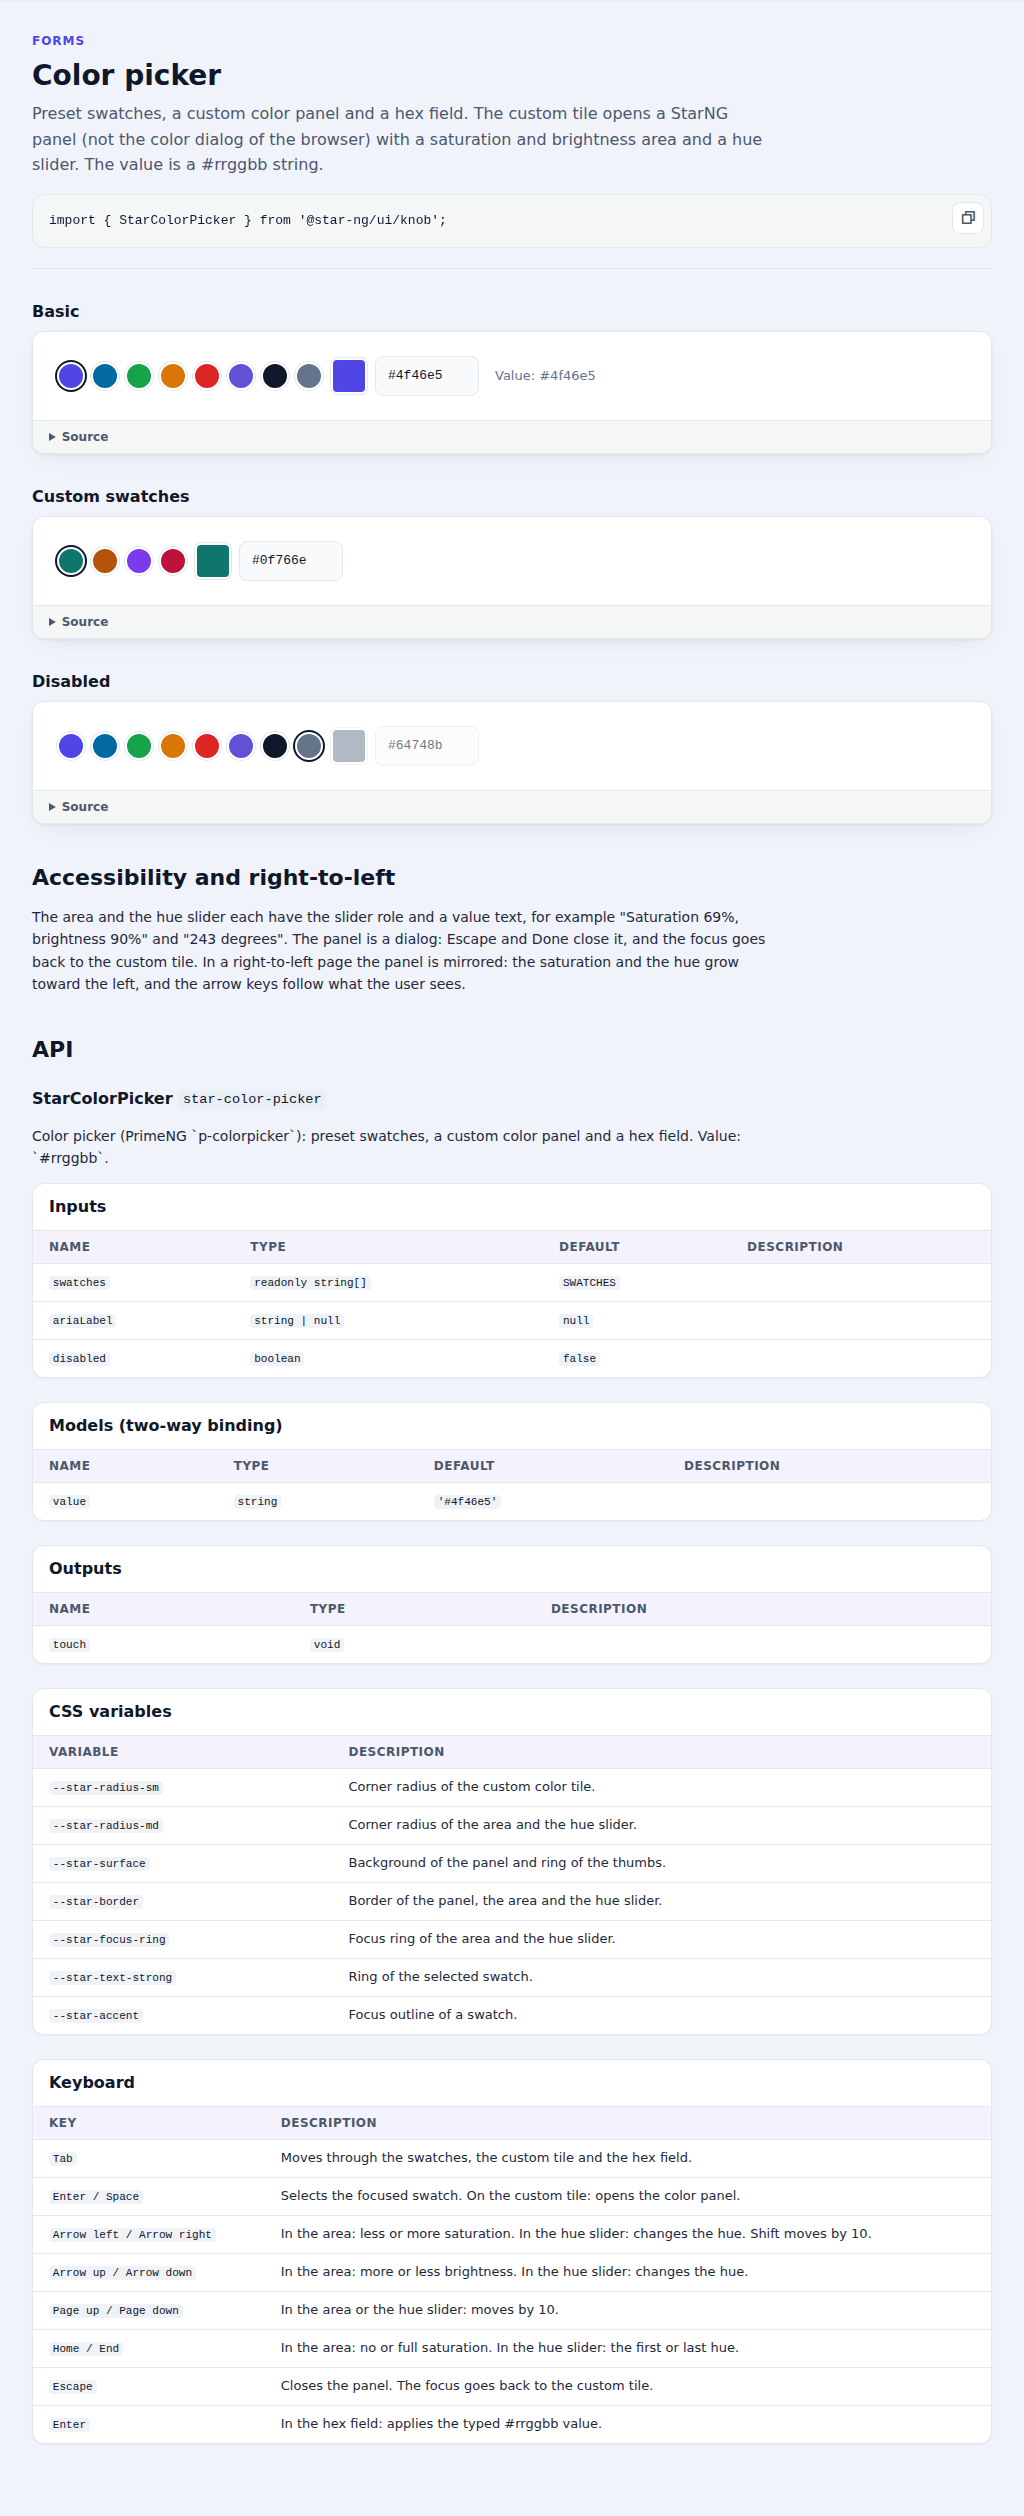 FORMS
Color picker
Preset swatches, a custom color panel and a hex field. The custom tile opens a StarNG
panel (not the color dialog of the browser) with a saturation and brightness area and a hue
slider. The value is a #rrggbb string.
import { StarColorPicker } from '@star-ng/ui/knob';
Basic
#4f46e5 Value: #4f46e5
Source
Custom swatches
#0f766e
Source
Disabled
#64748b
Source
Accessibility and right-to-left
The area and the hue slider each have the slider role and a value text, for example "Saturation 69%,
brightness 90%" and "243 degrees". The panel is a dialog: Escape and Done close it, and the focus goes
back to the custom tile. In a right-to-left page the panel is mirrored: the saturation and the hue grow
toward the left, and the arrow keys follow what the user sees.
API
StarColorPicker star-color-picker
Color picker (PrimeNG `p-colorpicker`): preset swatches, a custom color panel and a hex field. Value:
`#rrggbb`.
Inputs
NAME TYPE DEFAULT DESCRIPTION
swatches readonly string[] SWATCHES
ariaLabel string | null null
disabled boolean false
Models (two-way binding)
NAME TYPE DEFAULT DESCRIPTION
value string '#4f46e5'
Outputs
NAME TYPE DESCRIPTION
touch void
CSS variables
VARIABLE DESCRIPTION
--star-radius-sm Corner radius of the custom color tile.
--star-radius-md Corner radius of the area and the hue slider.
--star-surface Background of the panel and ring of the thumbs.
--star-border Border of the panel, the area and the hue slider.
--star-focus-ring Focus ring of the area and the hue slider.
--star-text-strong Ring of the selected swatch.
--star-accent Focus outline of a swatch.
Keyboard
KEY DESCRIPTION
Tab Moves through the swatches, the custom tile and the hex field.
Enter / Space Selects the focused swatch. On the custom tile: opens the color panel.
Arrow left / Arrow right In the area: less or more saturation. In the hue slider: changes the hue. Shift moves by 10.
Arrow up / Arrow down In the area: more or less brightness. In the hue slider: changes the hue.
Page up / Page down In the area or the hue slider: moves by 10.
Home / End In the area: no or full saturation. In the hue slider: the first or last hue.
Escape Closes the panel. The focus goes back to the custom tile.
Enter In the hex field: applies the typed #rrggbb value.